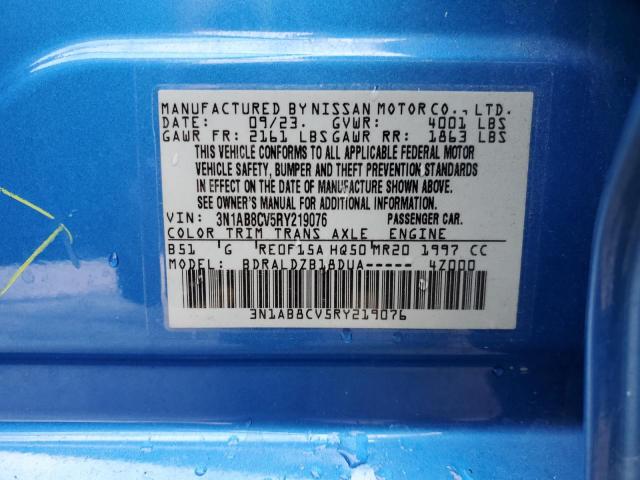 MANUFACTURED BY NISSAN MOTOR CO., LTD.
DATE: 09/23. GVWR: 4001 LBS
GAWR FR: 2161 LBS GAWR RR: 1863 LBS
THIS VEHICLE CONFORMS TO ALL APPLICABLE FEDERAL MOTOR
VEHICLE SAFETY, BUMPER AND THEFT PREVENTION STANDARDS
IN EFFECT ON THE DATE OF MANUFACTURE SHOWN ABOVE.
SEE OWNER'S MANUAL FOR ADDITIONAL INFORMATION
VIN: 3N1AB8CV5RY219076 PASSENGER CAR.
COLOR TRIM TRANS AXLE ENGINE
B51 G RE0F15A HQ50 MR20 1997 CC
MODEL: BDRALDZB18DUA----- 4Z000
3N1AB8CV5RY219076